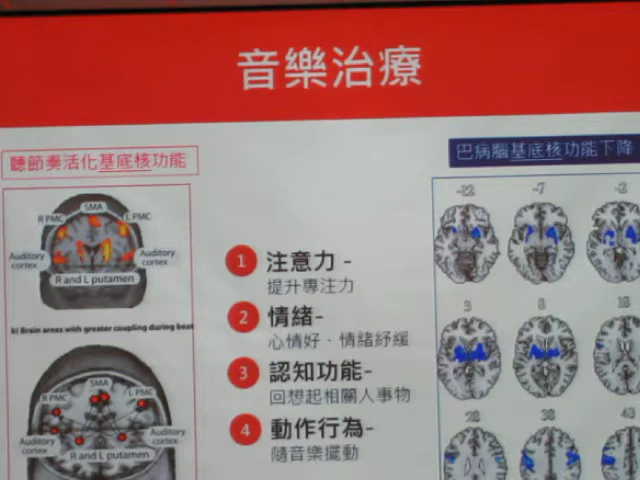 音樂治療
聽節奏活化基底核功能
SMA
R PMC
L PMC
Auditory
cortex
Auditory
cortex
R and L putamen
b) Brain areas with greater coupling during beat
SMA
R PMC
L PMC
Auditory
cortex
Auditory
cortex
R and L putamen
1 注意力 -
提升專注力
2 情緒-
心情好、情緒紓緩
3 認知功能-
回想起相關人事物
4 動作行為-
隨音樂擺動
巴病腦基底核功能下降
-12 -7 -2
3 8 18
28 38